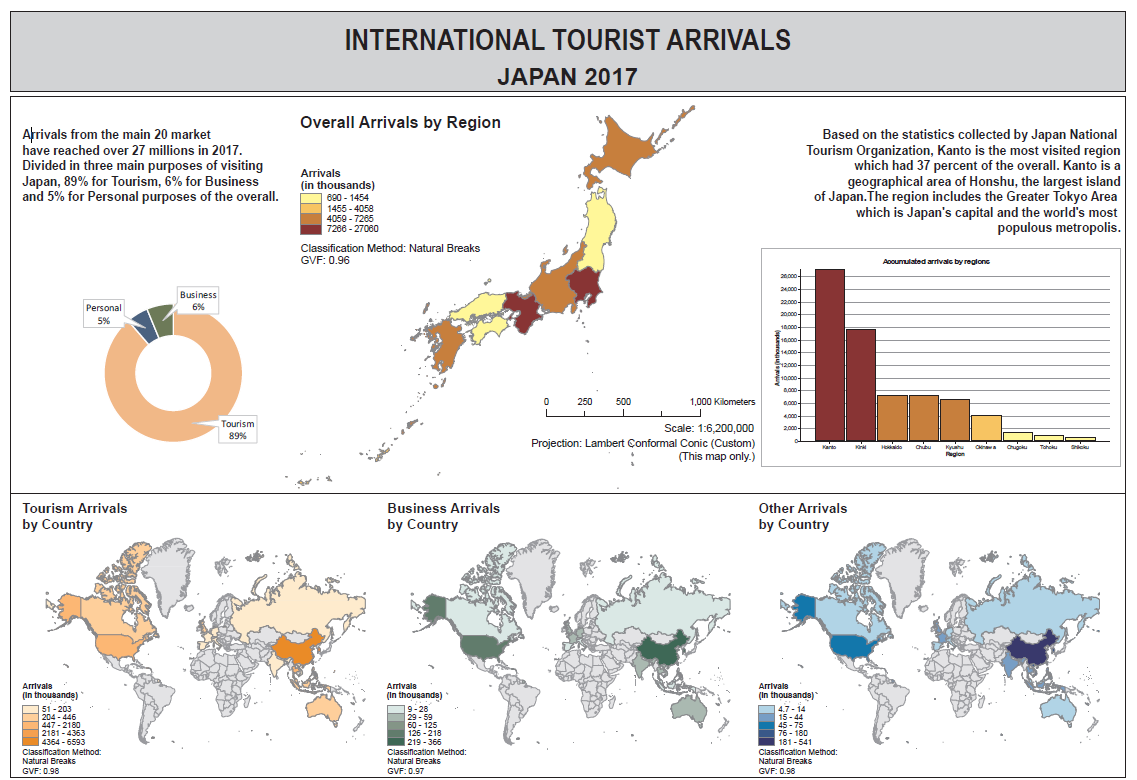 INTERNATIONAL TOURIST ARRIVALS
JAPAN 2017
Arrivals from the main 20 market
have reached over 27 millions in 2017.
Divided in three main purposes of visiting
Japan, 89% for Tourism, 6% for Business
and 5% for Personal purposes of the overall.
Personal
5%
Business
6%
Tourism
89%
Overall Arrivals by Region
Arrivals
(in thousands)
690 - 1454
1455 - 4058
4059 - 7265
7266 - 27060
Classification Method: Natural Breaks
GVF: 0.96
0 250 500 1,000 Kilometers
Scale: 1:6,200,000
Projection: Lambert Conformal Conic (Custom)
(This map only.)
Based on the statistics collected by Japan National
Tourism Organization, Kanto is the most visited region
which had 37 percent of the overall. Kanto is a
geographical area of Honshu, the largest island
of Japan.The region includes the Greater Tokyo Area
which is Japan's capital and the world's most
populous metropolis.
Accumulated arrivals by regions
Arrivals (in thousands)
26,000
24,000
22,000
20,000
18,000
16,000
14,000
12,000
10,000
8,000
6,000
4,000
2,000
0
Kanto Kinki Hokkaido Chubu Kyushu Okinawa Chugoku Tohoku Shikoku
Region
Tourism Arrivals
by Country
Arrivals
(in thousands)
51 - 203
204 - 446
447 - 2180
2181 - 4363
4364 - 6593
Classification Method:
Natural Breaks
GVF: 0.98
Business Arrivals
by Country
Arrivals
(in thousands)
9 - 28
29 - 59
60 - 125
126 - 218
219 - 366
Classification Method:
Natural Breaks
GVF: 0.97
Other Arrivals
by Country
Arrivals
(in thousands)
4.7 - 14
15 - 44
45 - 75
76 - 180
181 - 541
Classification Method:
Natural Breaks
GVF: 0.98